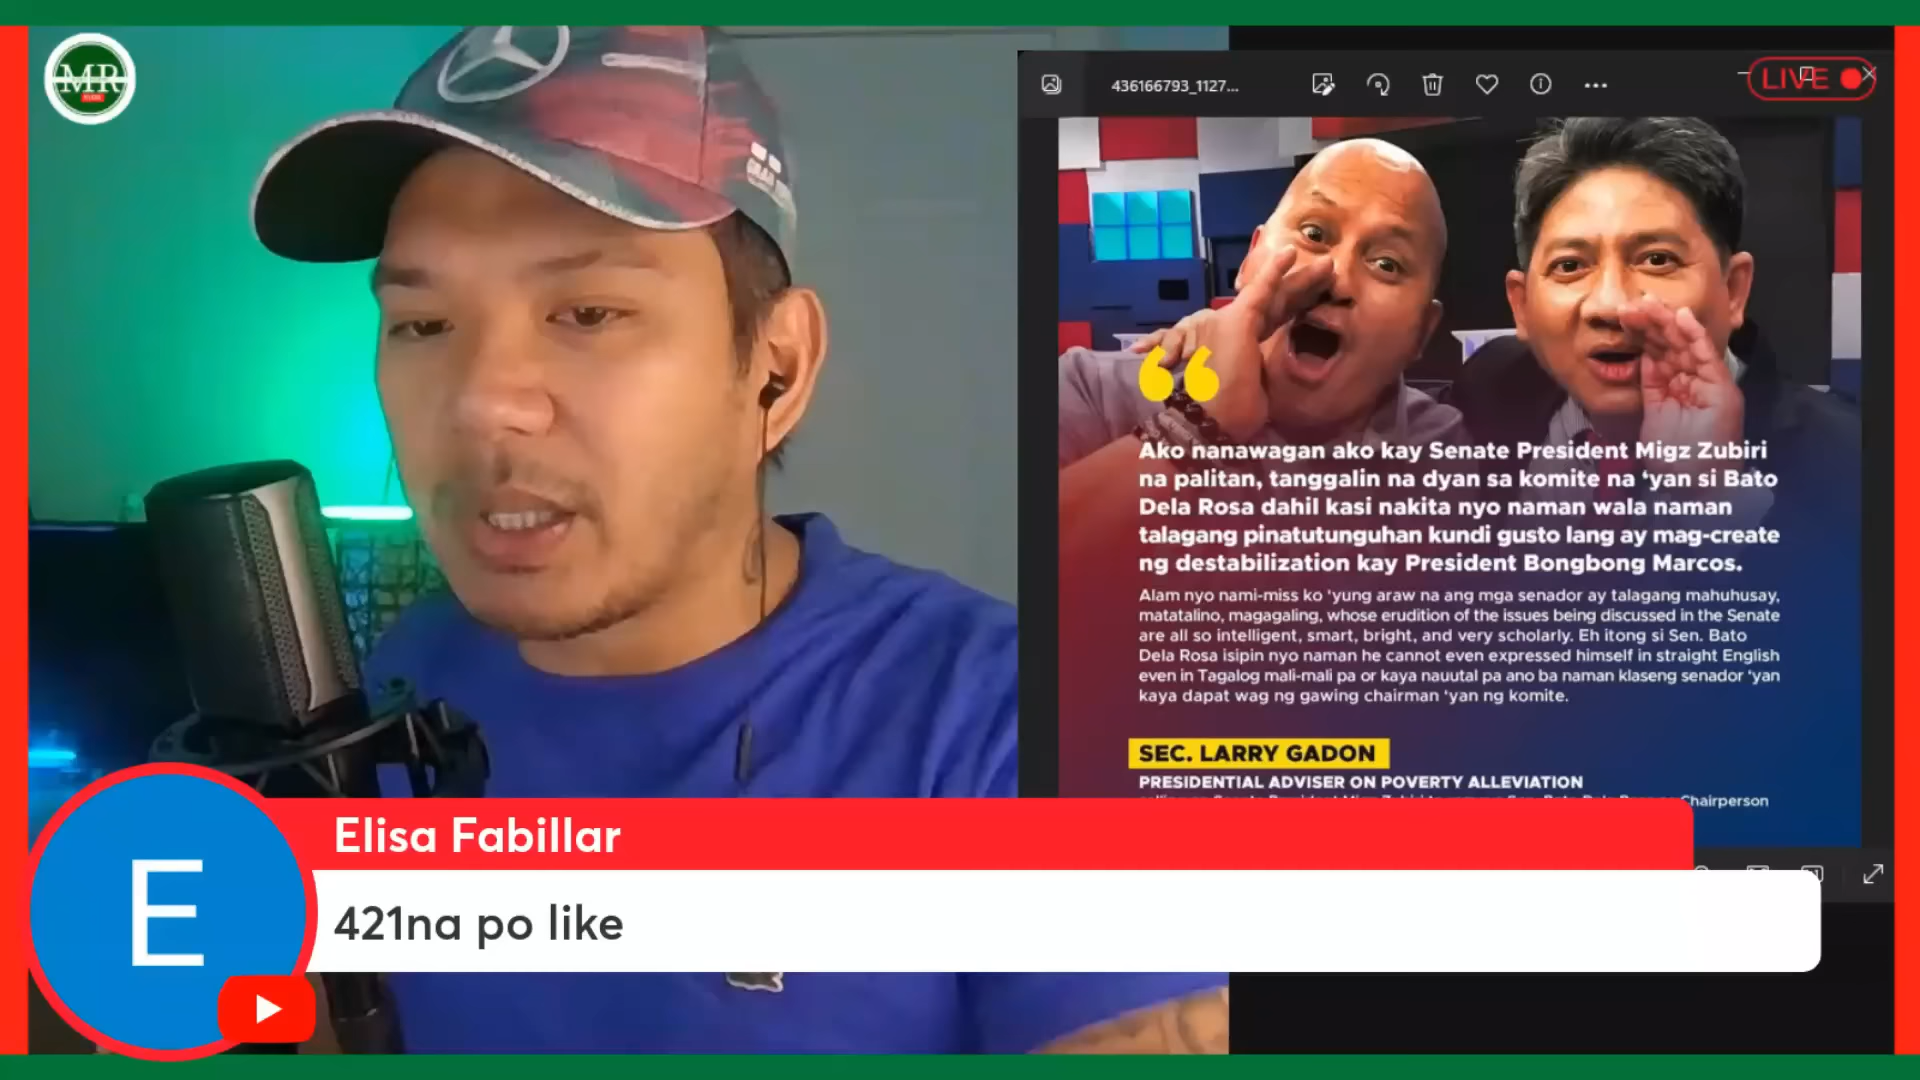 MR
436166793_1127...
LIVE
Ako nanawagan ako kay Senate President Migz Zubiri
na palitan, tanggalin na dyan sa komite na ‘yan si Bato
Dela Rosa dahil kasi nakita nyo naman wala naman
talagang pinatutunguhan kundi gusto lang ay mag-create
ng destabilization kay President Bongbong Marcos.
Alam nyo nami-miss ko ‘yung araw na ang mga senador ay talagang mahuhusay,
matatalino, magagaling, whose erudition of the issues being discussed in the Senate
are all so intelligent, smart, bright, and very scholarly. Eh itong si Sen. Bato
Dela Rosa isipin nyo naman he cannot even expressed himself in straight English
even in Tagalog mali-mali pa or kaya nauutal pa ano ba naman klaseng senador ‘yan
kaya dapat wag ng gawing chairman ‘yan ng komite.
SEC. LARRY GADON
PRESIDENTIAL ADVISER ON POVERTY ALLEVIATION
Chairperson
Elisa Fabillar
E
421na po like